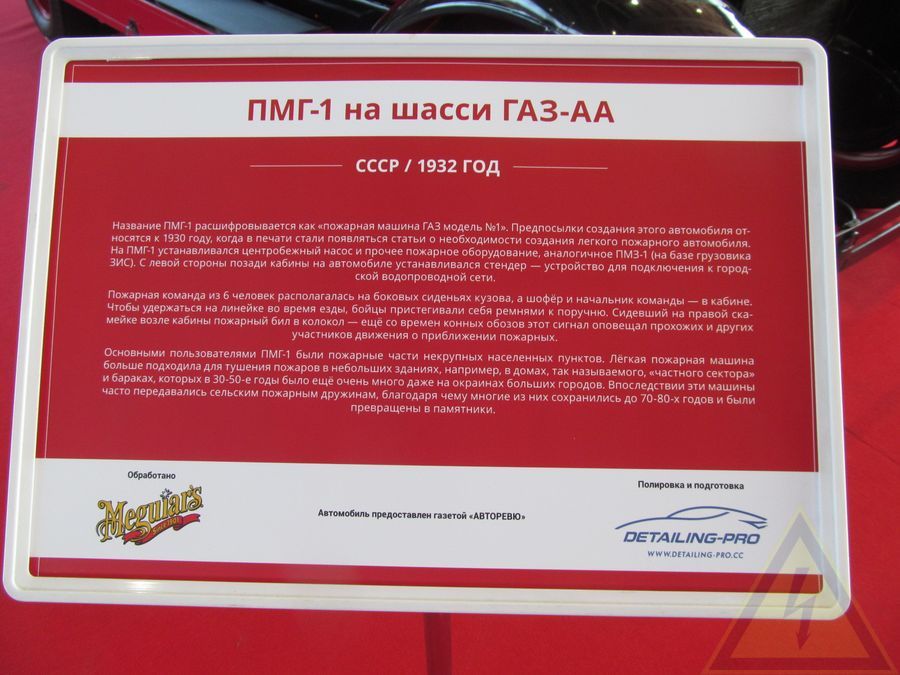 ПМГ-1 на шасси ГАЗ-АА
СССР / 1932 ГОД
Название ПМГ-1 расшифровывается как «пожарная машина ГАЗ модель №1». Предпосылки создания этого автомобиля от-
носятся к 1930 году, когда в печати стали появляться статьи о необходимости создания легкого пожарного автомобиля.
На ПМГ-1 устанавливался центробежный насос и прочее пожарное оборудование, аналогичное ПМЗ-1 (на базе грузовика
ЗИС). С левой стороны позади кабины на автомобиле устанавливался стендер — устройство для подключения к город-
ской водопроводной сети.
Пожарная команда из 6 человек располагалась на боковых сиденьях кузова, а шофёр и начальник команды — в кабине.
Чтобы удержаться на линейке во время езды, бойцы пристегивали себя ремнями к поручню. Сидевший на правой ска-
мейке возле кабины пожарный бил в колокол — ещё со времен конных обозов этот сигнал оповещал прохожих и других
участников движения о приближении пожарных.
Основными пользователями ПМГ-1 были пожарные части некрупных населенных пунктов. Лёгкая пожарная машина
больше подходила для тушения пожаров в небольших зданиях, например, в домах, так называемого, «частного сектора»
и бараках, которых в 30-50-е годы было ещё очень много даже на окраинах больших городов. Впоследствии эти машины
часто передавались сельским пожарным дружинам, благодаря чему многие из них сохранились до 70-80-х годов и были
превращены в памятники.
Обработано
Meguiar's
SINCE 1901
Автомобиль предоставлен газетой «АВТОРЕВЮ»
Полировка и подготовка
DETAILING-PRO
WWW.DETAILING-PRO.CC